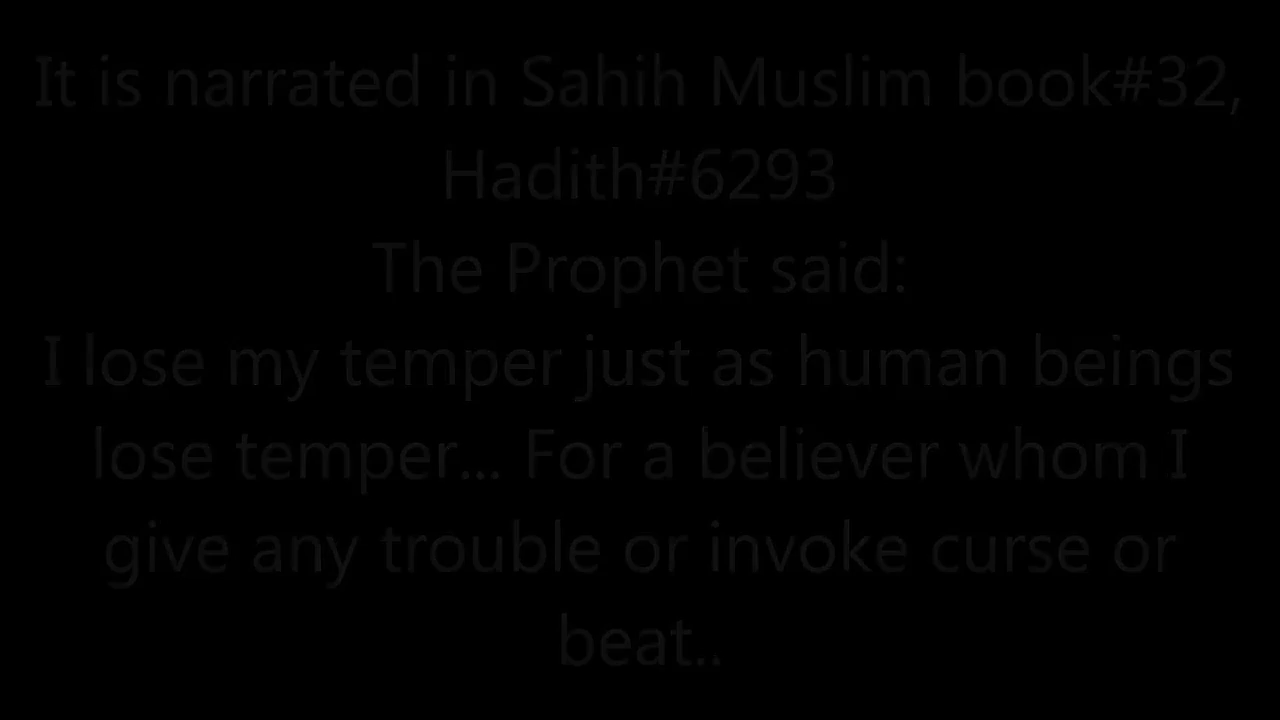 It is narrated in Sahih Muslim book#32,
Hadith#6293
The Prophet said:
I lose my temper just as human beings
lose temper... For a believer whom I
give any trouble or invoke curse or
beat..